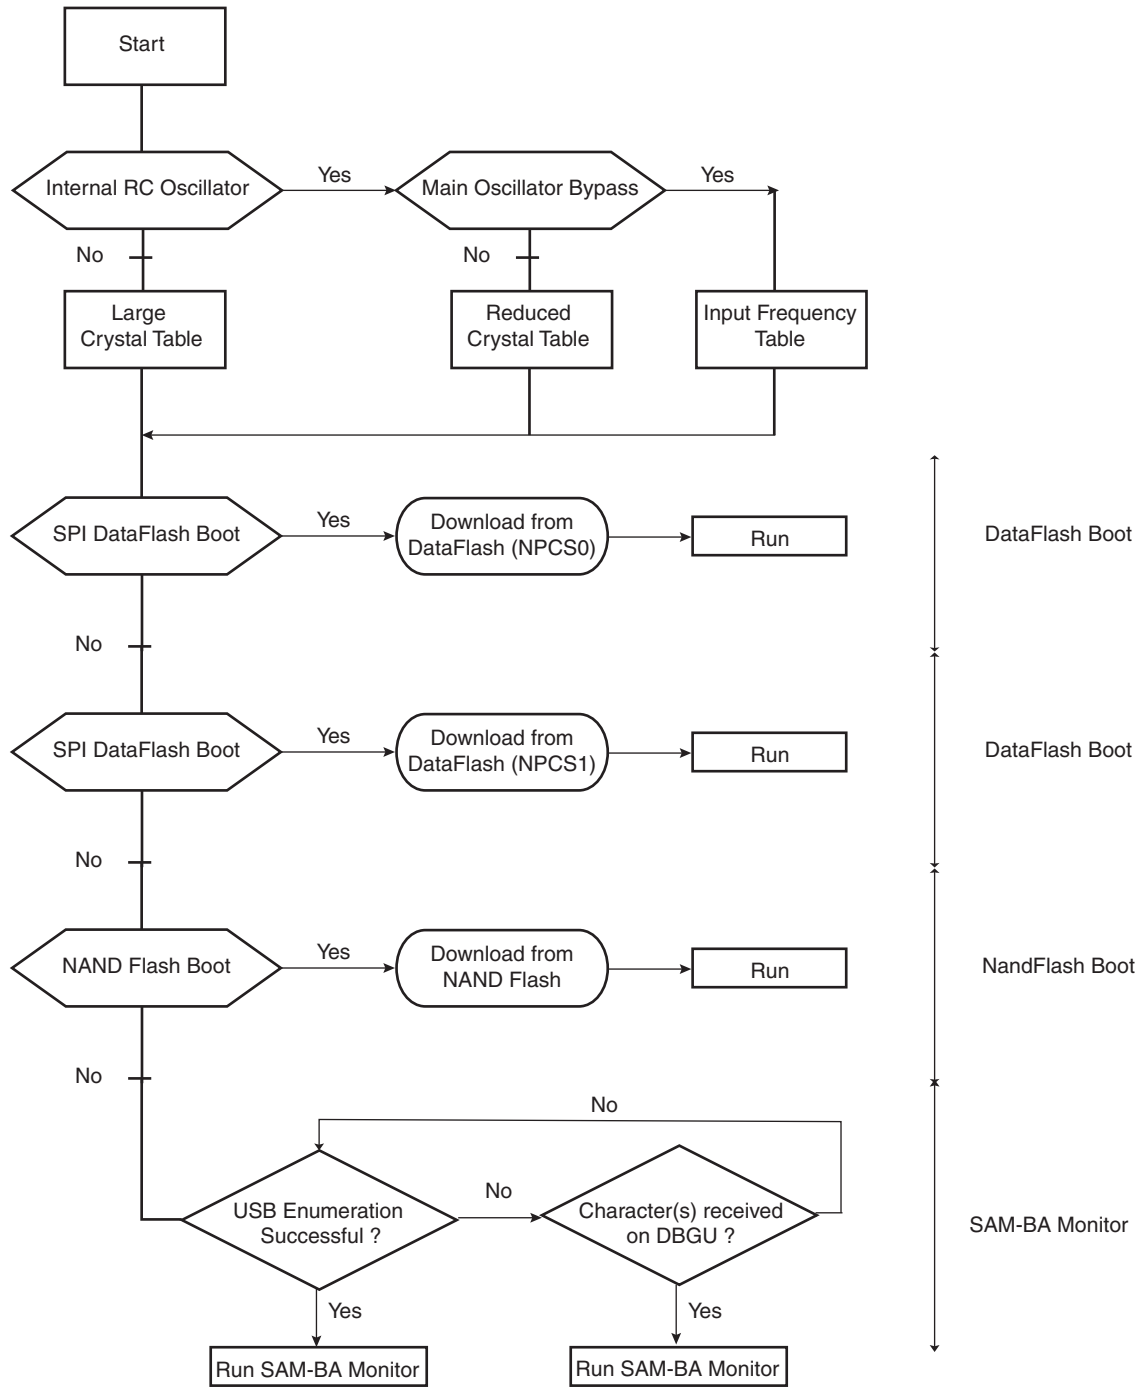 Start
Internal RC Oscillator
Yes
Main Oscillator Bypass
Yes
No
No
Large
Crystal Table
Reduced
Crystal Table
Input Frequency
Table
SPI DataFlash Boot
Yes
Download from
DataFlash (NPCS0)
Run
DataFlash Boot
No
SPI DataFlash Boot
Yes
Download from
DataFlash (NPCS1)
Run
DataFlash Boot
No
NAND Flash Boot
Yes
Download from
NAND Flash
Run
NandFlash Boot
No
No
USB Enumeration
Successful ?
No
Character(s) received
on DBGU ?
SAM-BA Monitor
Yes
Yes
Run SAM-BA Monitor
Run SAM-BA Monitor